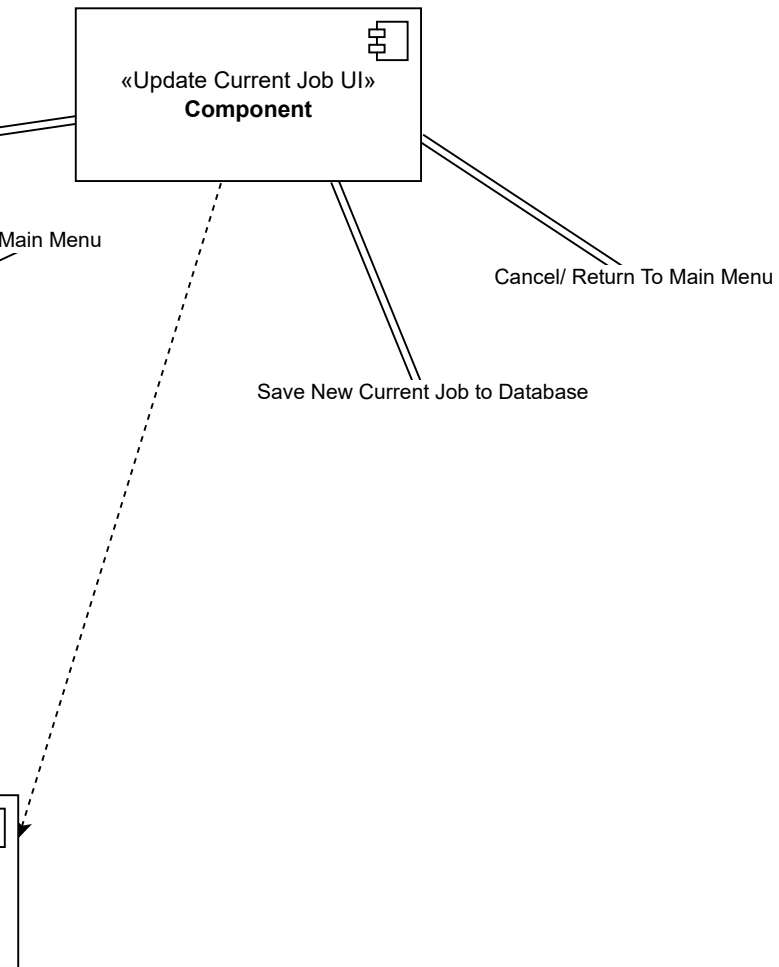 «Update Current Job UI»
Component
Main Menu
Cancel/ Return To Main Menu
Save New Current Job to Database